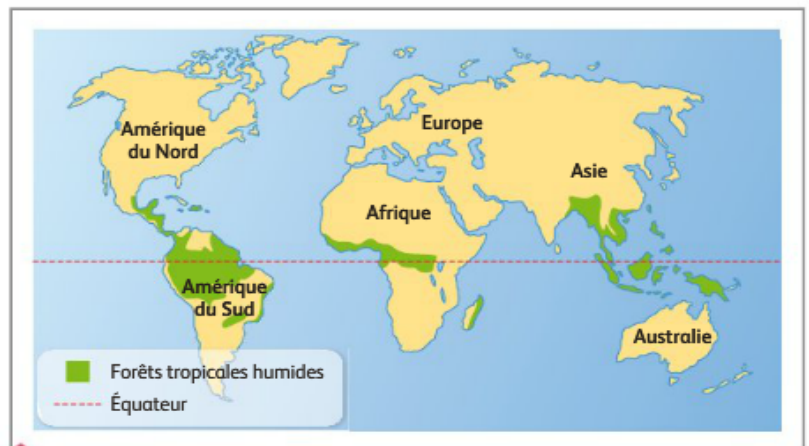 Amérique
du Nord
Europe
Asie
Afrique
Amérique
du Sud
Australie
Forêts tropicales humides
Équateur